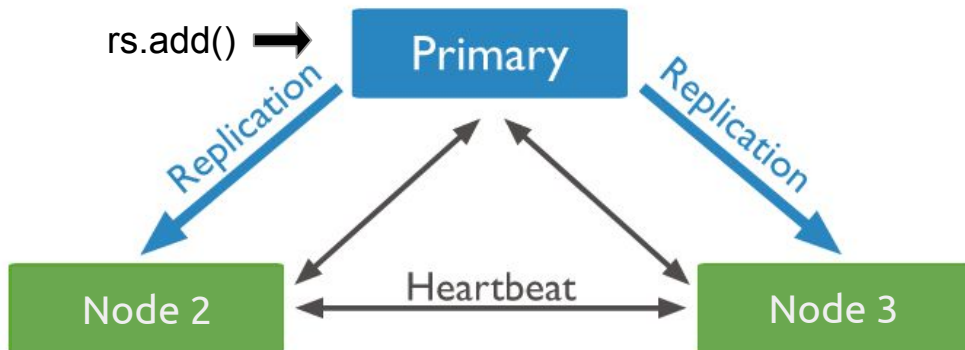 rs.add()
Primary
Replication
Replication
Heartbeat
Node 2
Node 3